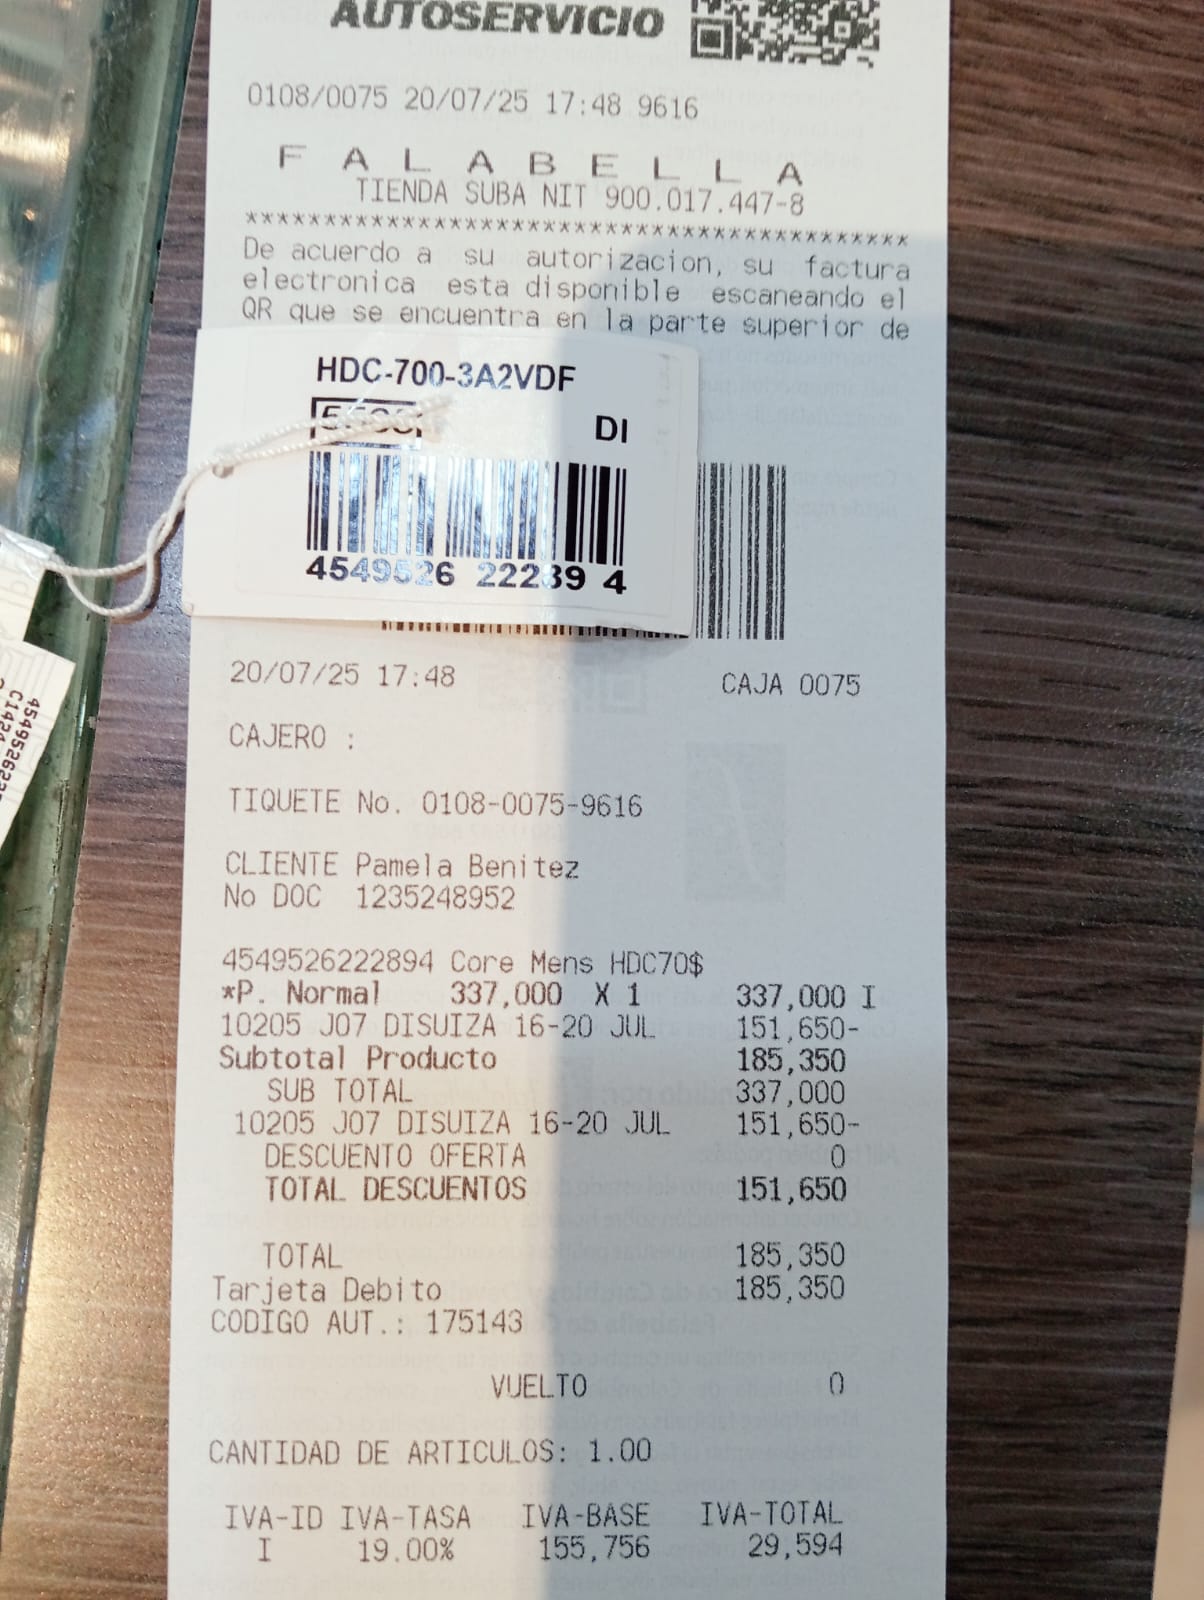 AUTOSERVICIO
0108/0075 20/07/25 17:48 9616
F A L A B E L L A
TIENDA SUBA NIT 900.017.447-8
******************************************
De acuerdo a su autorizacion, su factura
electronica esta disponible escaneando el
QR que se encuentra en la parte superior de
HDC-700-3A2VDF
DI
4549526 222894
20/07/25 17:48 CAJA 0075
CAJERO :
TIQUETE No. 0108-0075-9616
CLIENTE Pamela Benitez
No DOC 1235248952
4549526222894 Core Mens HDC70$
*P. Normal 337,000 X 1 337,000 I
10205 J07 DISUIZA 16-20 JUL 151,650-
Subtotal Producto 185,350
SUB TOTAL 337,000
10205 J07 DISUIZA 16-20 JUL 151,650-
DESCUENTO OFERTA 0
TOTAL DESCUENTOS 151,650
TOTAL 185,350
Tarjeta Debito 185,350
CODIGO AUT.: 175143
VUELTO 0
CANTIDAD DE ARTICULOS: 1.00
IVA-ID IVA-TASA IVA-BASE IVA-TOTAL
I 19.00% 155,756 29,594